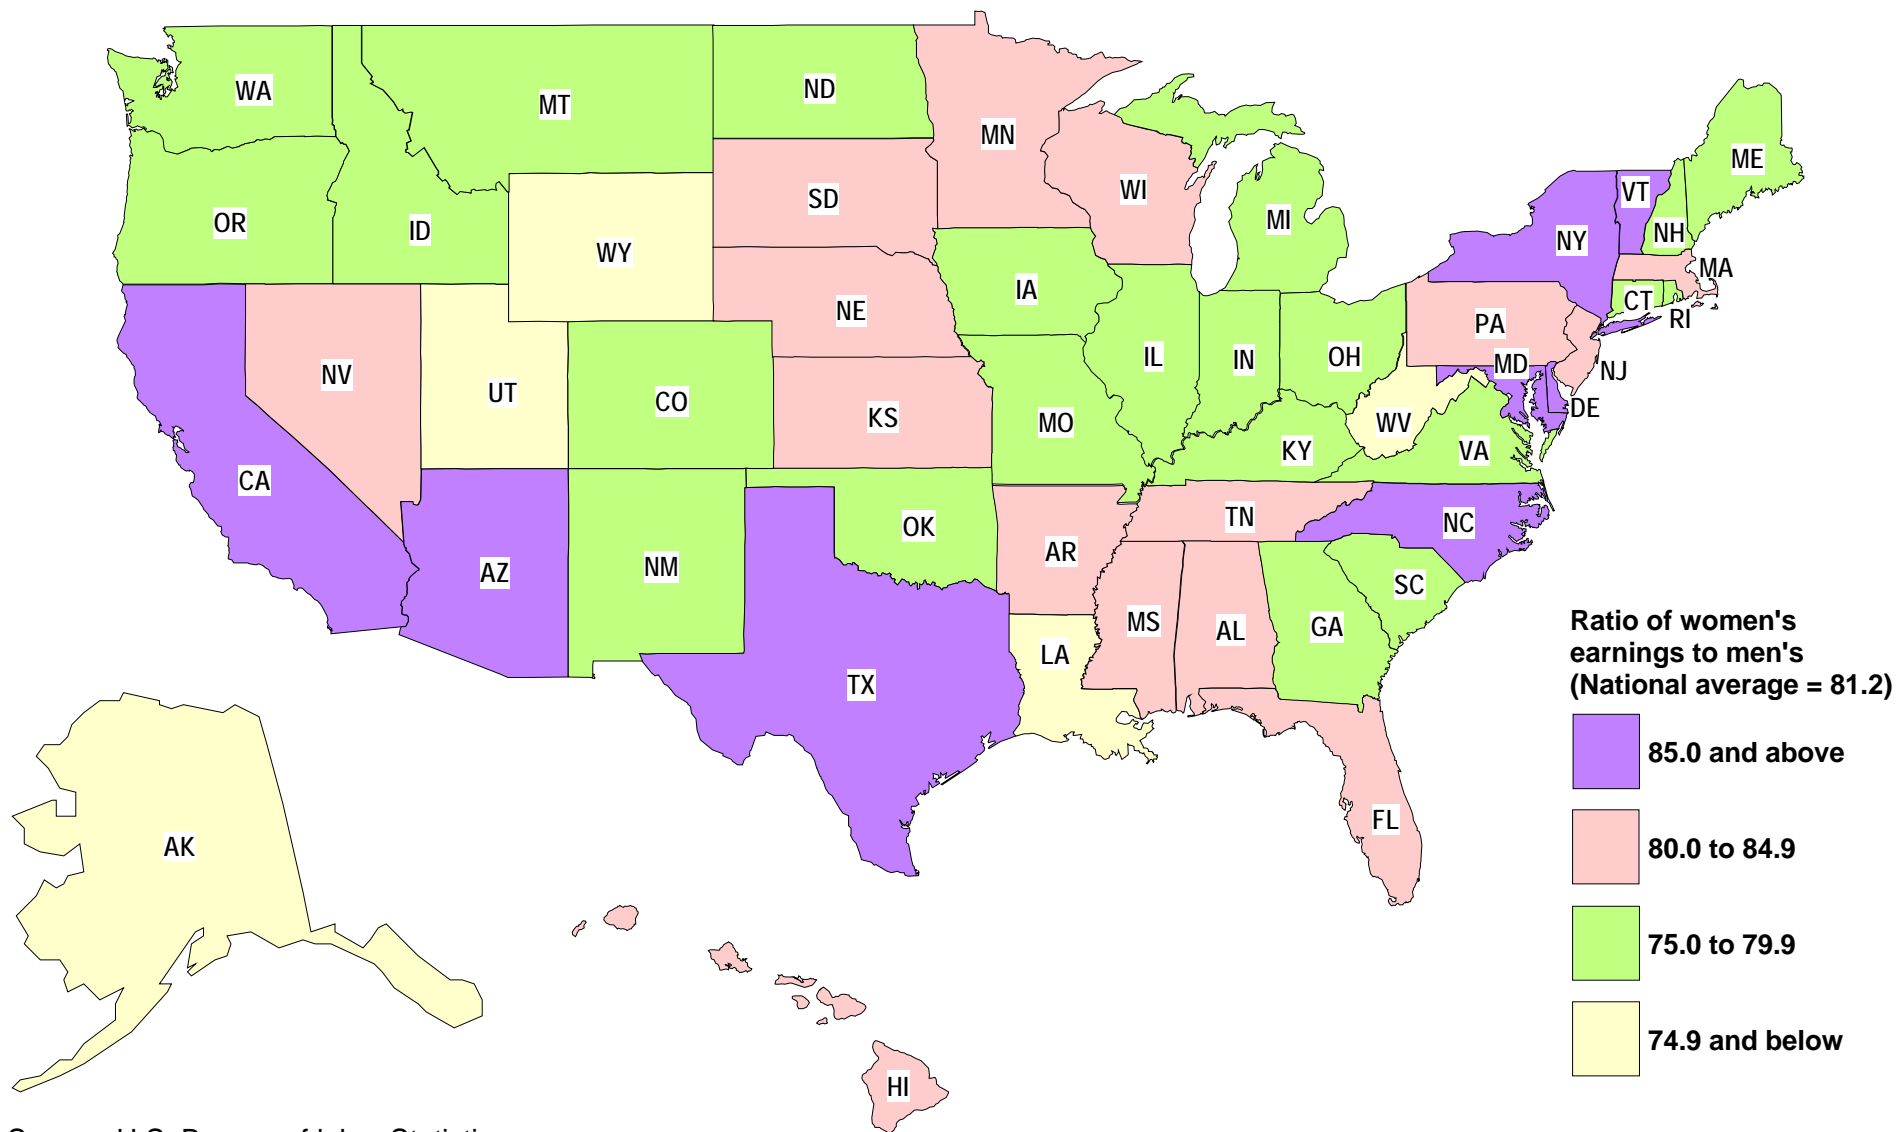 WA
MT
ND
MN
ME
OR
ID
SD
WI
MI
VT
NH
NY
WY
MA
NE
IA
CT
RI
PA
NV
UT
CO
KS
MO
IL
IN
OH
MD
NJ
DE
WV
KY
VA
CA
AZ
NM
OK
AR
TN
NC
SC
MS
AL
GA
LA
TX
FL
AK
HI
Ratio of women's
earnings to men's
(National average = 81.2)
85.0 and above
80.0 to 84.9
75.0 to 79.9
74.9 and below